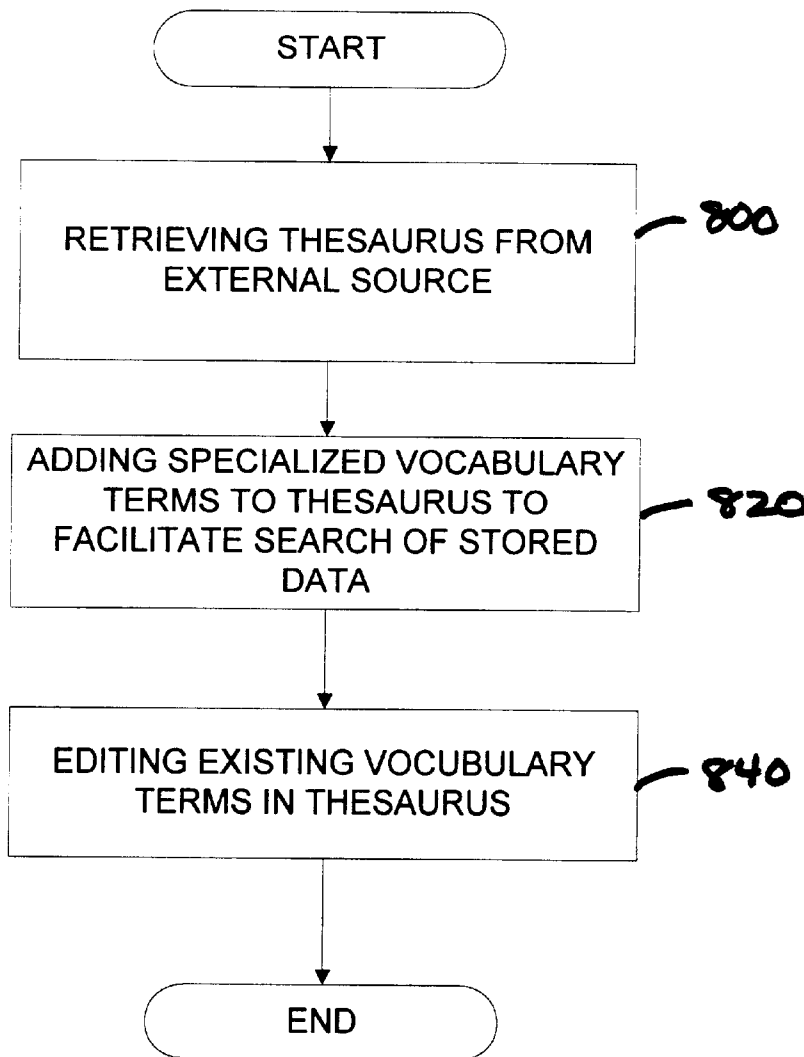 START
RETRIEVING THESAURUS FROM
EXTERNAL SOURCE
800
ADDING SPECIALIZED VOCABULARY
TERMS TO THESAURUS TO
FACILITATE SEARCH OF STORED
DATA
820
EDITING EXISTING VOCUBULARY
TERMS IN THESAURUS
840
END